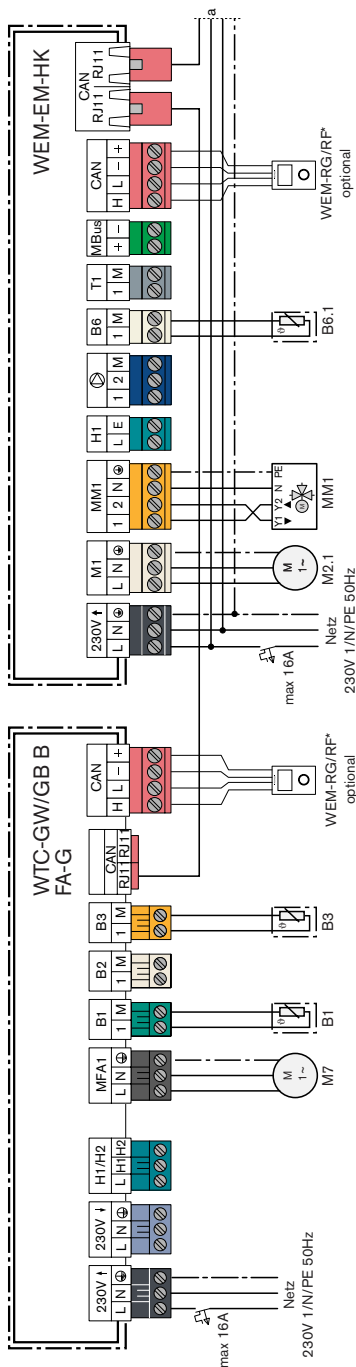 WTC-GW/GB B
FA-G
230V
L N
230V
L N
H1/H2
L H1 H2
MFA1
L N
B1
1 M
B2
1 M
B3
1 M
CAN
RJ11 RJ11
CAN
H L - +
max 16A
Netz
230V 1/N/PE 50Hz
M
1~
M7
ϑ
B1
ϑ
B3
WEM-RG/RF*
optional
WEM-EM-HK
230V
L N
M1
L N
MM1
1 2 N
H1
L E
1 2 M
B6
1 M
T1
1 M
MBus
+ -
CAN
H L - +
CAN
RJ11 RJ11
max 16A
Netz
230V 1/N/PE 50Hz
M
1~
M2.1
Y1 Y2 N PE
M
MM1
ϑ
B6.1
WEM-RG/RF*
optional
a